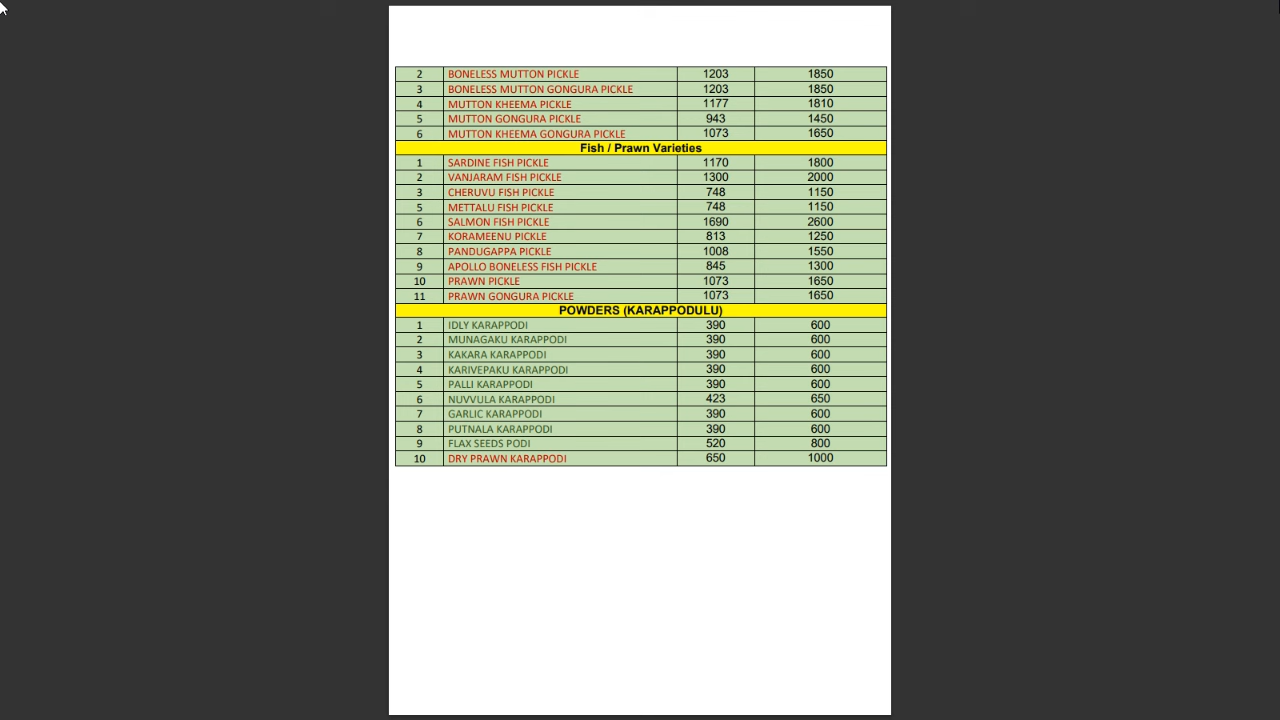 2 BONELESS MUTTON PICKLE 1203 1850
3 BONELESS MUTTON GONGURA PICKLE 1203 1850
4 MUTTON KHEEMA PICKLE 1177 1810
5 MUTTON GONGURA PICKLE 943 1450
6 MUTTON KHEEMA GONGURA PICKLE 1073 1650
Fish / Prawn Varieties
1 SARDINE FISH PICKLE 1170 1800
2 VANJARAM FISH PICKLE 1300 2000
3 CHERUVU FISH PICKLE 748 1150
5 METTALU FISH PICKLE 748 1150
6 SALMON FISH PICKLE 1690 2600
7 KORAMEENU PICKLE 813 1250
8 PANDUGAPPA PICKLE 1008 1550
9 APOLLO BONELESS FISH PICKLE 845 1300
10 PRAWN PICKLE 1073 1650
11 PRAWN GONGURA PICKLE 1073 1650
POWDERS (KARAPPODULU)
1 IDLY KARAPPODI 390 600
2 MUNAGAKU KARAPPODI 390 600
3 KAKARA KARAPPODI 390 600
4 KARIVEPAKU KARAPPODI 390 600
5 PALLI KARAPPODI 390 600
6 NUVVULA KARAPPODI 423 650
7 GARLIC KARAPPODI 390 600
8 PUTNALA KARAPPODI 390 600
9 FLAX SEEDS PODI 520 800
10 DRY PRAWN KARAPPODI 650 1000